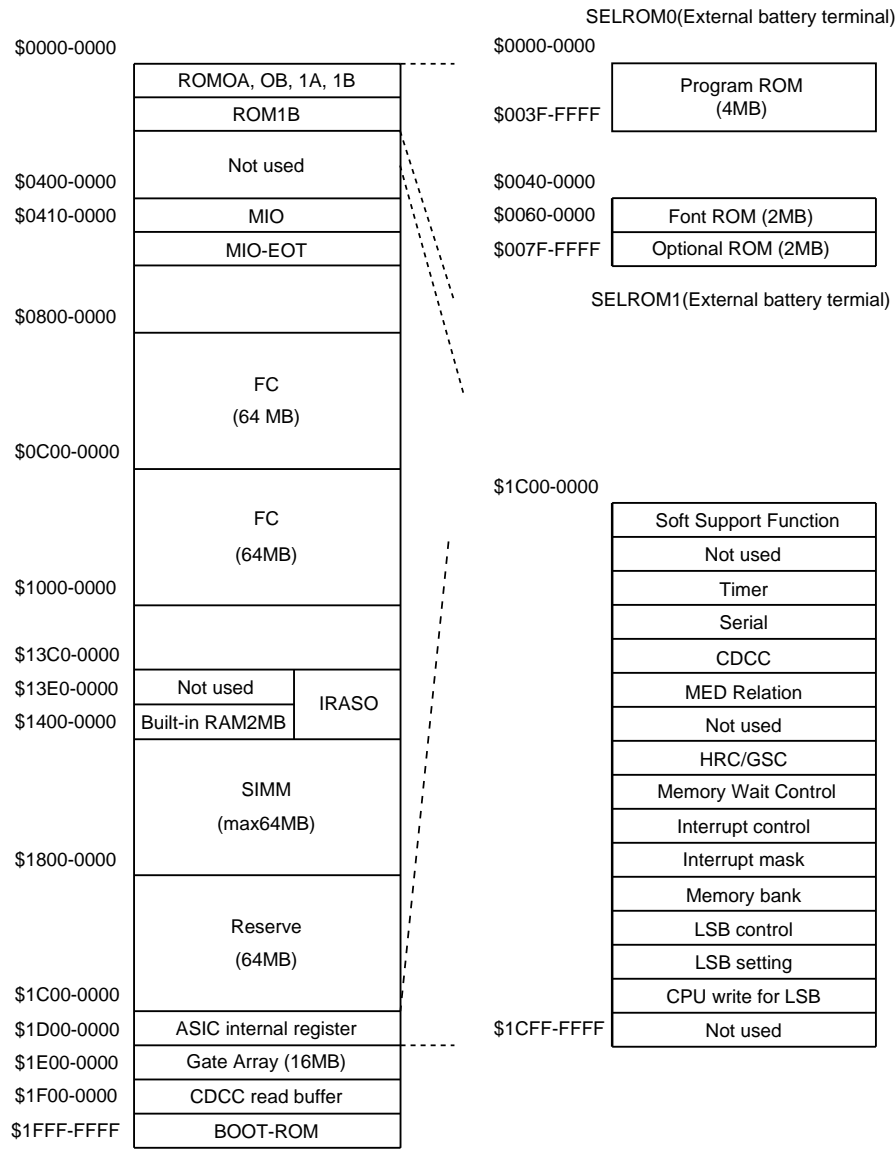 SELROM0(External battery terminal)
$0000-0000
ROMOA, OB, 1A, 1B
ROM1B
Not used
$0400-0000
$0410-0000
MIO
MIO-EOT
$0800-0000
FC
(64 MB)
$0C00-0000
FC
(64MB)
$1000-0000
$13C0-0000
$13E0-0000
Not used
IRASO
$1400-0000
Built-in RAM2MB
SIMM
(max64MB)
$1800-0000
Reserve
(64MB)
$1C00-0000
$1D00-0000
ASIC internal register
$1E00-0000
Gate Array (16MB)
$1F00-0000
CDCC read buffer
$1FFF-FFFF
BOOT-ROM
$0000-0000
Program ROM
(4MB)
$003F-FFFF
$0040-0000
$0060-0000
Font ROM (2MB)
$007F-FFFF
Optional ROM (2MB)
SELROM1(External battery termial)
$1C00-0000
Soft Support Function
Not used
Timer
Serial
CDCC
MED Relation
Not used
HRC/GSC
Memory Wait Control
Interrupt control
Interrupt mask
Memory bank
LSB control
LSB setting
CPU write for LSB
$1CFF-FFFF
Not used